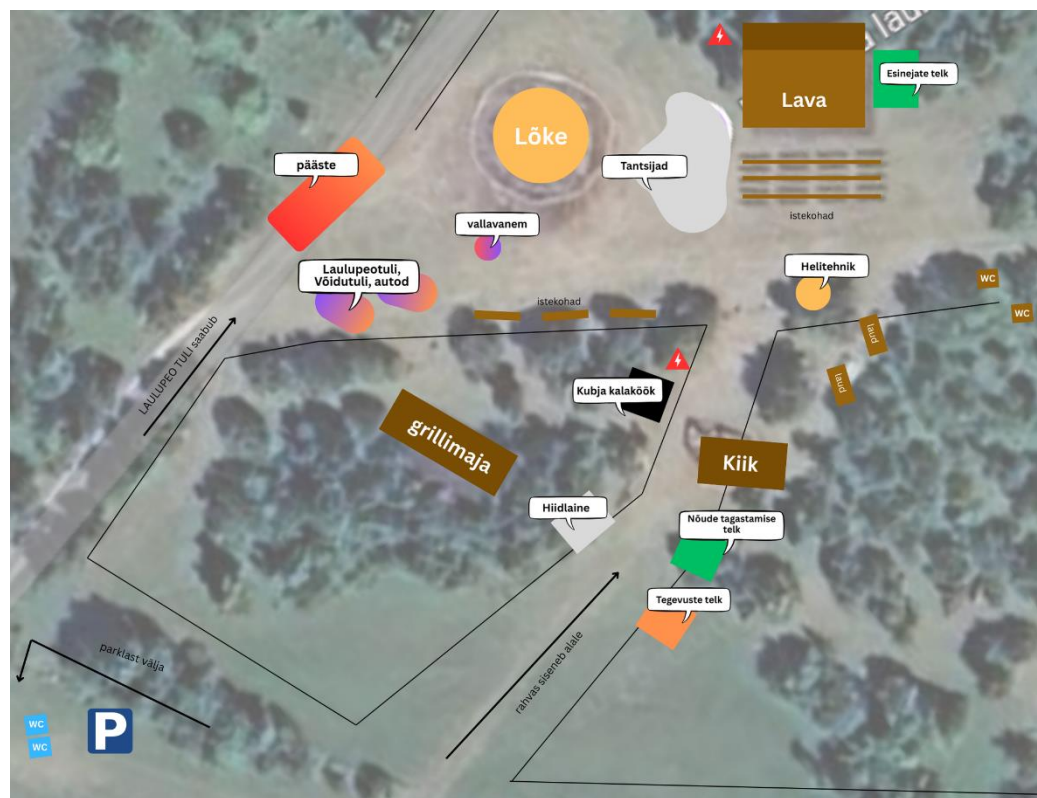 a laul
Lava
Esinejate telk
Lõke
Tantsijad
pääste
istekohad
vallavanem
Laulupeotuli,
Võidutuli, autod
Helitehnik
WC
WC
istekohad
laud
laud
LAULUPEO TULI saabub
Kubja kalaköök
grillimaja
Kiik
Hiidlaine
Nõude tagastamise
telk
Tegevuste telk
rahvas siseneb alale
parklast välja
WC
WC
P